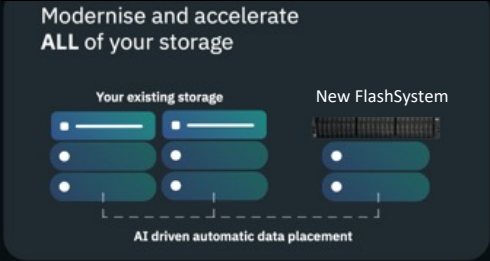 Modernise and accelerate
ALL of your storage
Your existing storage
New FlashSystem
AI driven automatic data placement